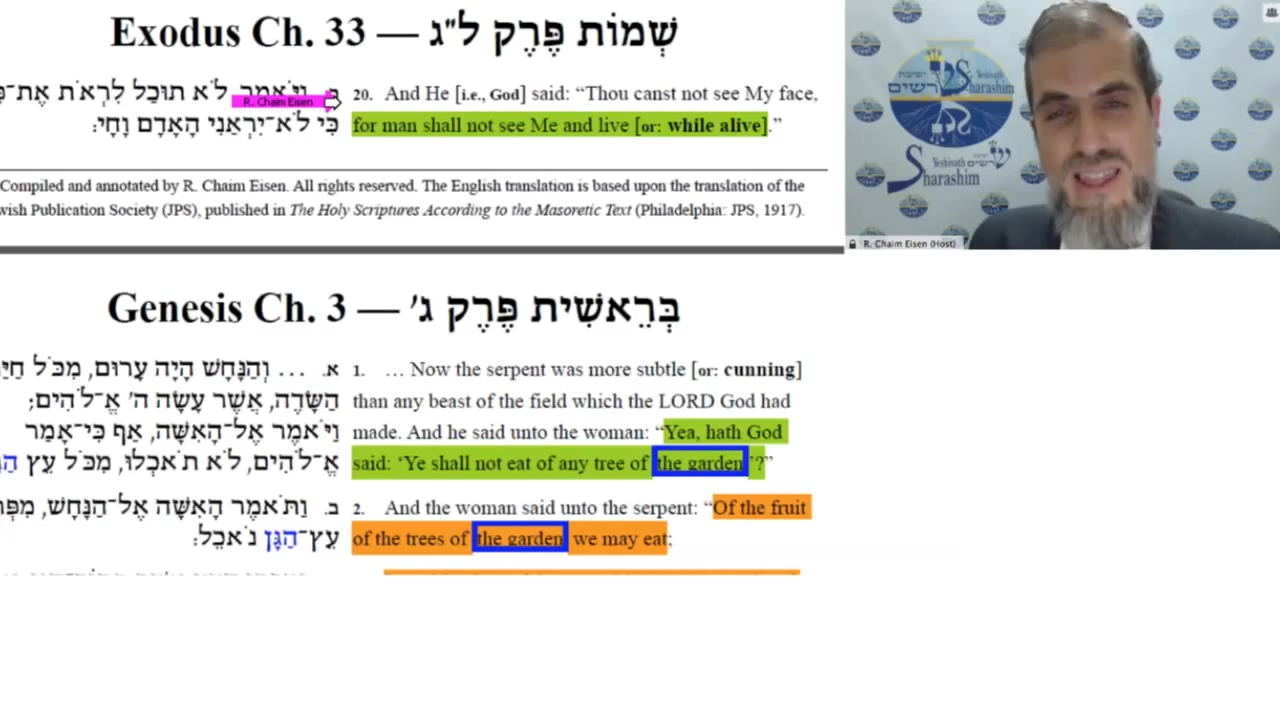 Exodus Ch. 33 — שְׁמוֹת פֶּרֶק ל"ג
כ. וַיֹּאמֶר, לֹא תוּכַל לִרְאֹת אֶת־
כִּי לֹא־יִרְאַנִי הָאָדָם וָחָי:
R. Chaim Eisen
20. And He [i.e., God] said: “Thou canst not see My face,
for man shall not see Me and live [or: while alive].”
Compiled and annotated by R. Chaim Eisen. All rights reserved. The English translation is based upon the translation of the
wish Publication Society (JPS), published in The Holy Scriptures According to the Masoretic Text (Philadelphia: JPS, 1917).
Genesis Ch. 3 — בְּרֵאשִׁית פֶּרֶק ג'
א. ... וְהַנָּחָשׁ הָיָה עָרוּם, מִכֹּל חַיַּ
הַשָּׂדֶה, אֲשֶׁר עָשָׂה ה' אֱ־לֹהִים;
וַיֹּאמֶר אֶל־הָאִשָּׁה, אַף כִּי־אָמַר
אֱ־לֹהִים, לֹא תֹאכְלוּ, מִכֹּל עֵץ הַ
1. … Now the serpent was more subtle [or: cunning]
than any beast of the field which the LORD God had
made. And he said unto the woman: “Yea, hath God
said: ‘Ye shall not eat of any tree of the garden’?”
ב. וַתֹּאמֶר הָאִשָּׁה אֶל־הַנָּחָשׁ, מִפְּ
עֵץ־הַגָּן נֹאכֵל:
2. And the woman said unto the serpent: “Of the fruit
of the trees of the garden we may eat;
ישיבת שרשים
Yeshivath Sharashim
Yeshivath שרשים
Sharashim
R. Chaim Eisen (Host)